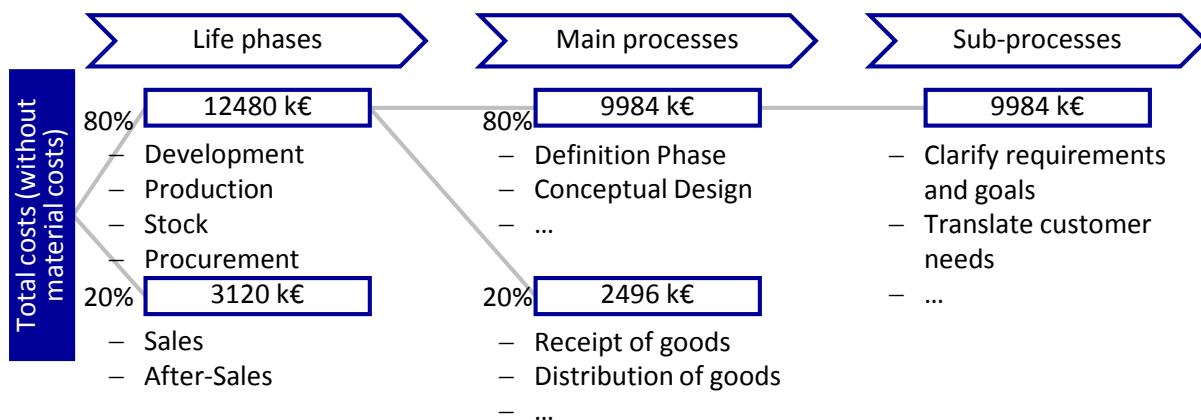 Life phases
Main processes
Sub-processes
Total costs (without
material costs)
80%
12480 k€
– Development
– Production
– Stock
– Procurement
20%
3120 k€
– Sales
– After-Sales
80%
9984 k€
– Definition Phase
– Conceptual Design
– …
20%
2496 k€
– Receipt of goods
– Distribution of goods
– …
9984 k€
– Clarify requirements
and goals
– Translate customer
needs
– …